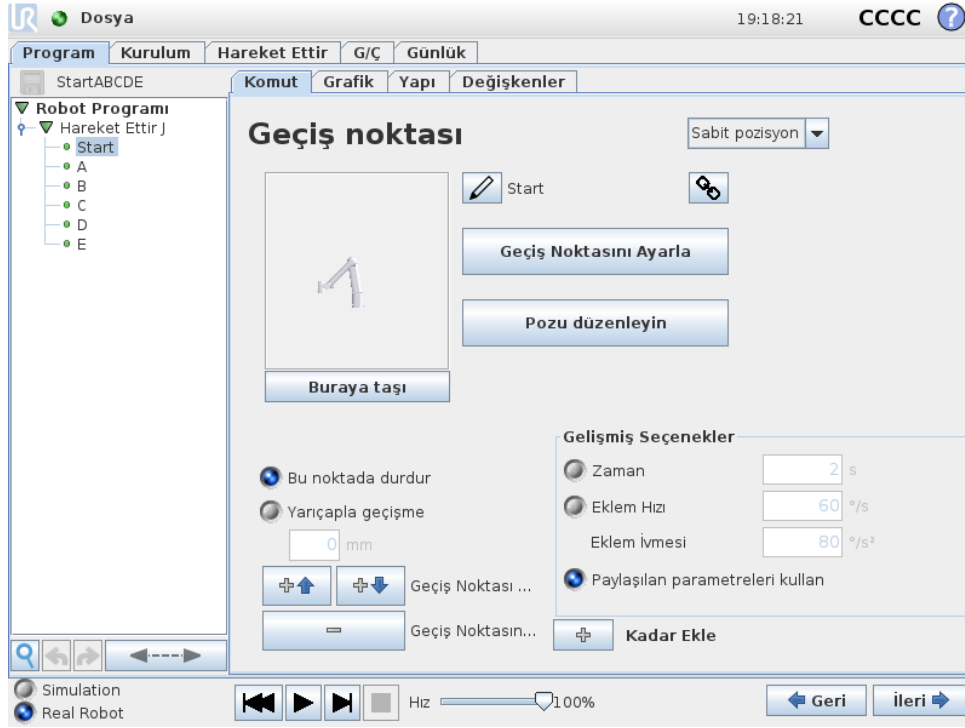 UR Dosya 19:18:21 CCCC ?
Program Kurulum Hareket Ettir G/Ç Günlük
StartABCDE
Komut Grafik Yapı Değişkenler
Robot Programı
Hareket Ettir J
Start
A
B
C
D
E
Geçiş noktası
Sabit pozisyon
Start
Geçiş Noktasını Ayarla
Pozu düzenleyin
Buraya taşı
Bu noktada durdur
Yarıçapla geçişme
0 mm
Geçiş Noktası ...
Geçiş Noktasın...
Gelişmiş Seçenekler
Zaman 2 s
Eklem Hızı 60 °/s
Eklem İvmesi 80 °/s²
Paylaşılan parametreleri kullan
Kadar Ekle
Simulation
Real Robot
Hız 100%
Geri İleri